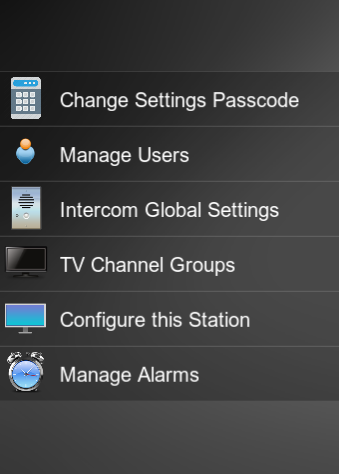 Change Settings Passcode
Manage Users
Intercom Global Settings
TV Channel Groups
Configure this Station
Manage Alarms